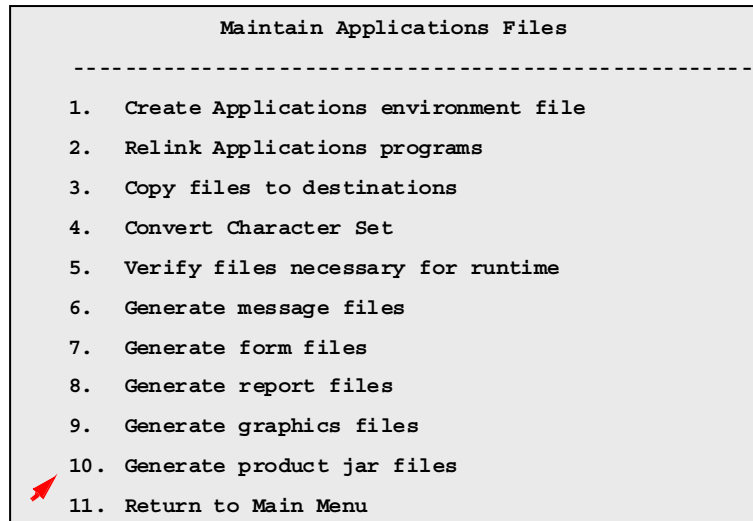 Maintain Applications Files
-----------------------------------------------------
1. Create Applications environment file
2. Relink Applications programs
3. Copy files to destinations
4. Convert Character Set
5. Verify files necessary for runtime
6. Generate message files
7. Generate form files
8. Generate report files
9. Generate graphics files
10. Generate product jar files
11. Return to Main Menu